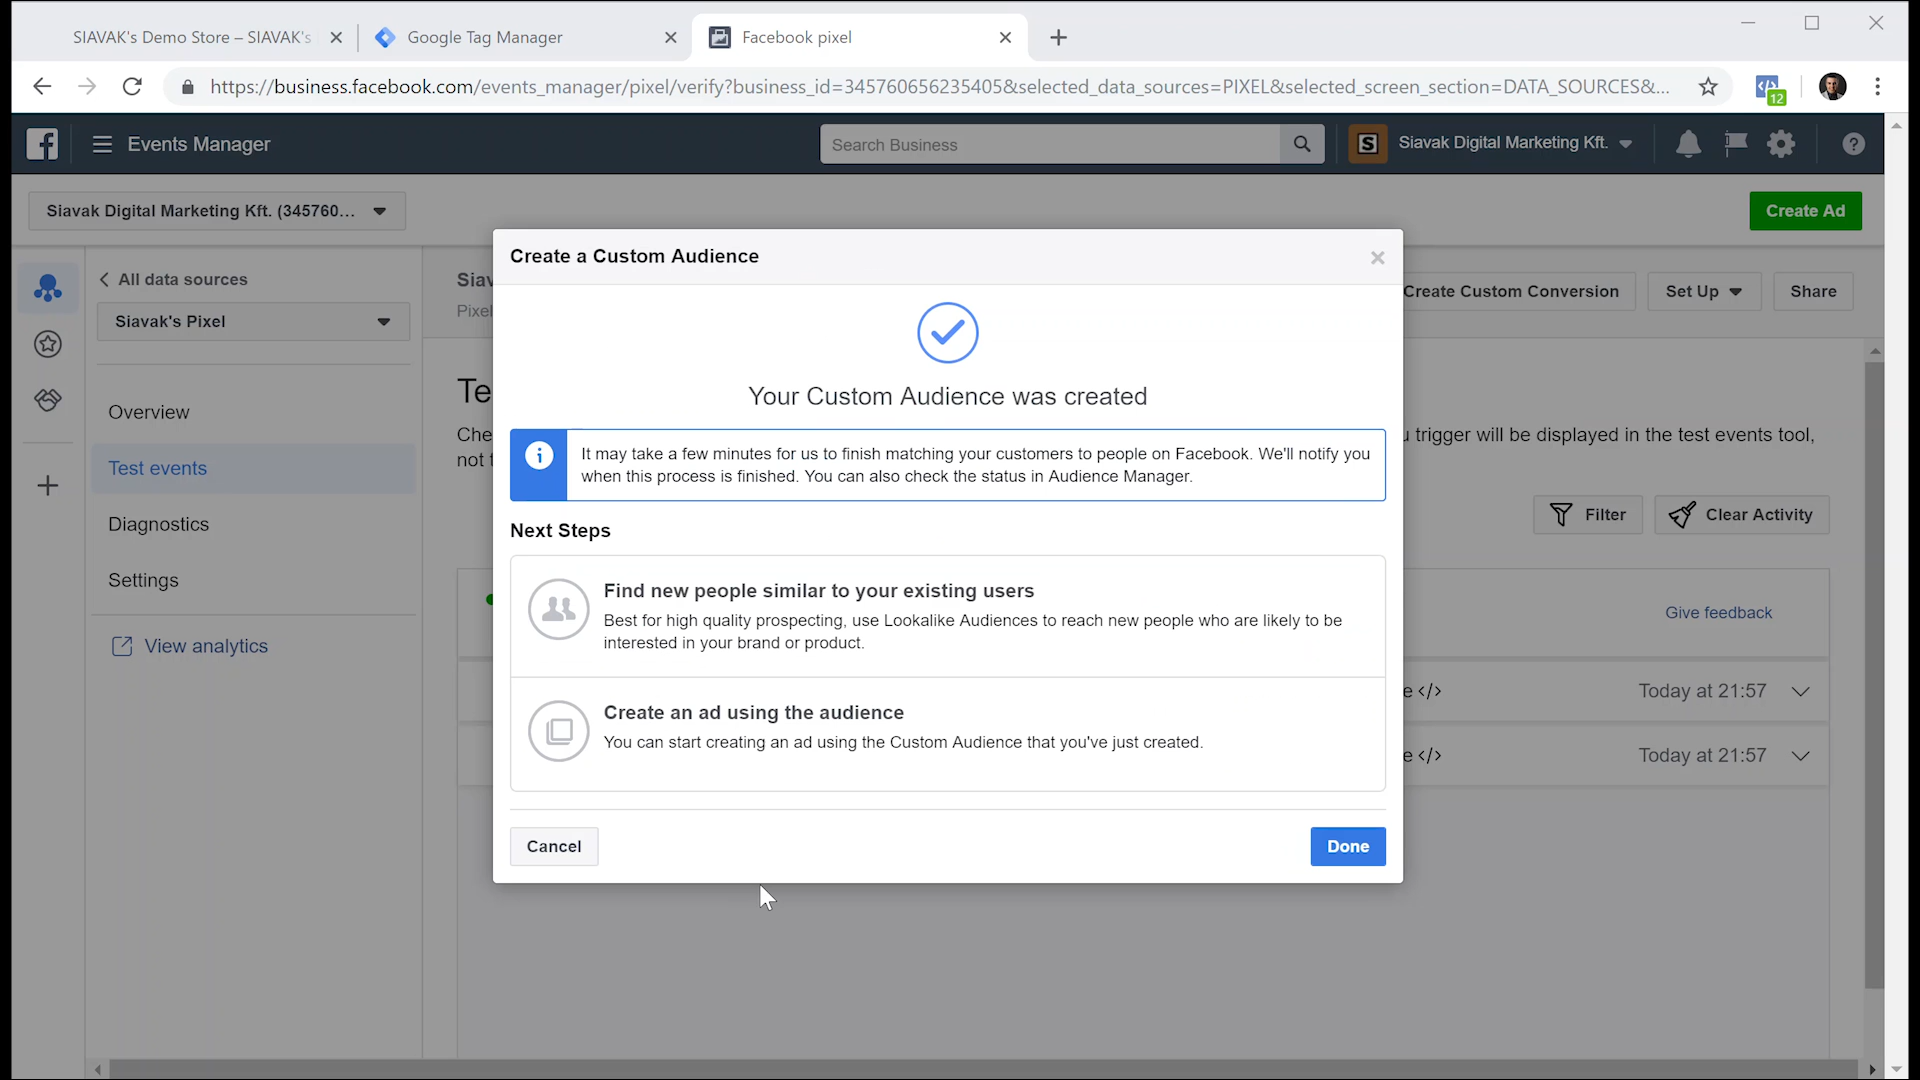 SIAVAK's Demo Store – SIAVAK's
Google Tag Manager
Facebook pixel
https://business.facebook.com/events_manager/pixel/verify?business_id=345760656235405&selected_data_sources=PIXEL&selected_screen_section=DATA_SOURCES&...
12
Events Manager
Search Business
S
Siavak Digital Marketing Kft.
Siavak Digital Marketing Kft. (345760...
Create Ad
All data sources
Siavak's Pixel
Overview
Test events
Diagnostics
Settings
View analytics
Siav
Pixel
Create Custom Conversion
Set Up
Share
Te
Che
trigger will be displayed in the test events tool,
not t
Filter
Clear Activity
Give feedback
e </>
Today at 21:57
e </>
Today at 21:57
Create a Custom Audience
Your Custom Audience was created
It may take a few minutes for us to finish matching your customers to people on Facebook. We'll notify you
when this process is finished. You can also check the status in Audience Manager.
Next Steps
Find new people similar to your existing users
Best for high quality prospecting, use Lookalike Audiences to reach new people who are likely to be
interested in your brand or product.
Create an ad using the audience
You can start creating an ad using the Custom Audience that you've just created.
Cancel
Done